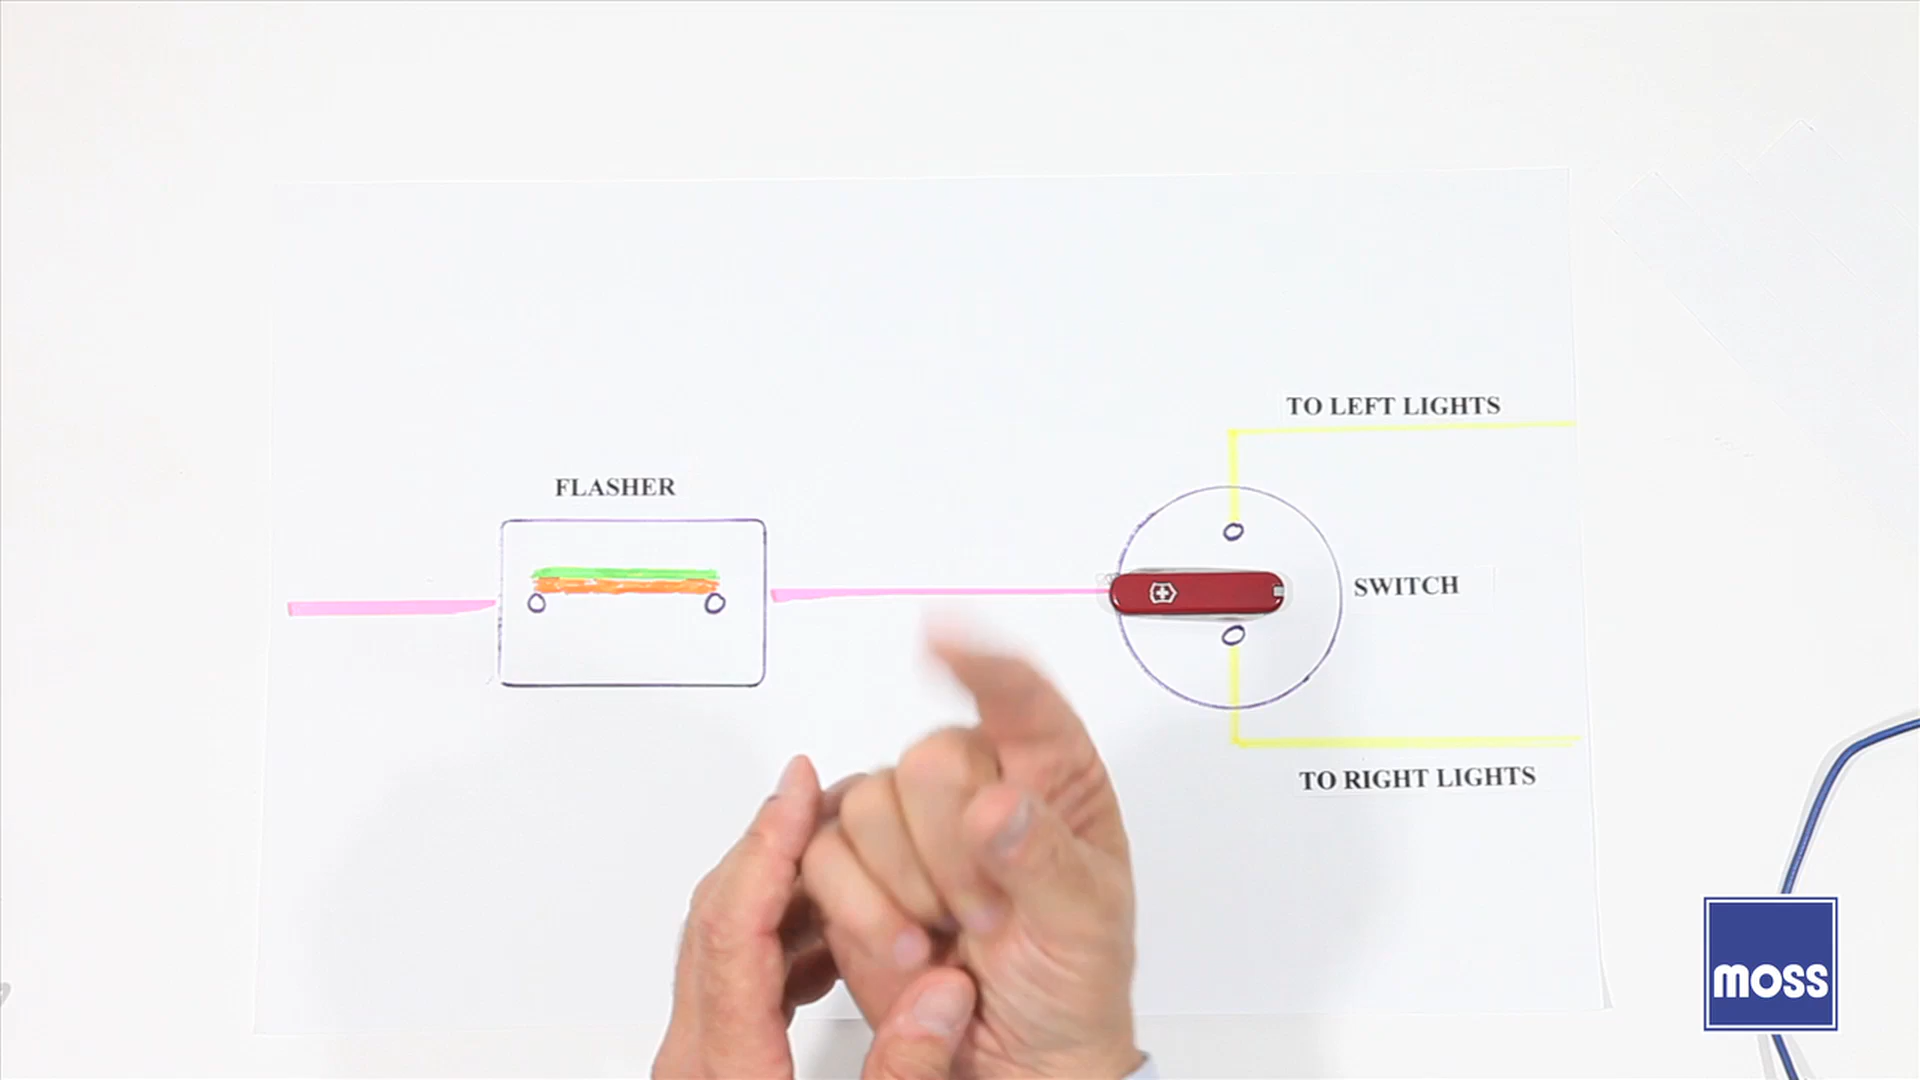 TO LEFT LIGHTS
FLASHER
SWITCH
TO RIGHT LIGHTS
moss